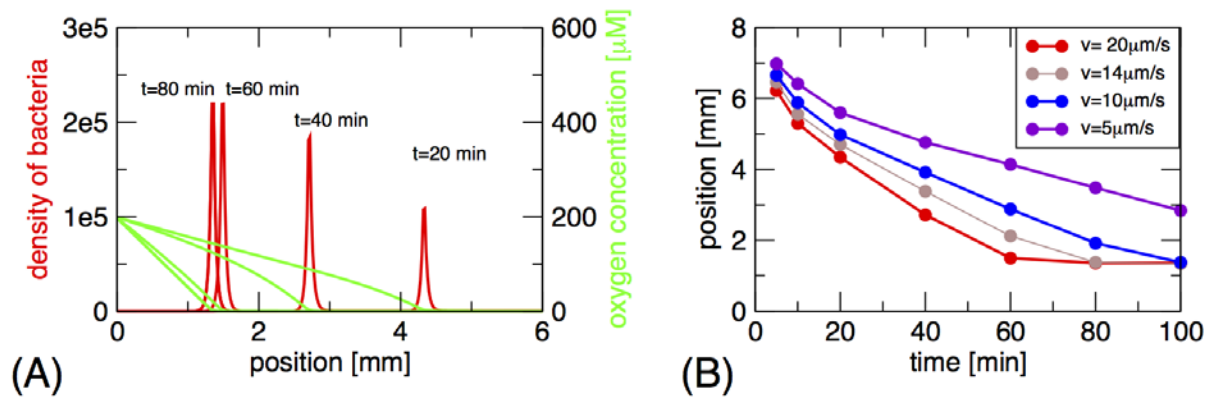 3e5
2e5
1e5
0
density of bacteria
t=80 min
t=60 min
t=40 min
t=20 min
600
400
200
0
oxygen concentration [μM]
0 2 4 6
position [mm]
(A)
8
6
4
2
0
position [mm]
v= 20μm/s
v=14μm/s
v=10μm/s
v=5μm/s
0 20 40 60 80 100
time [min]
(B)